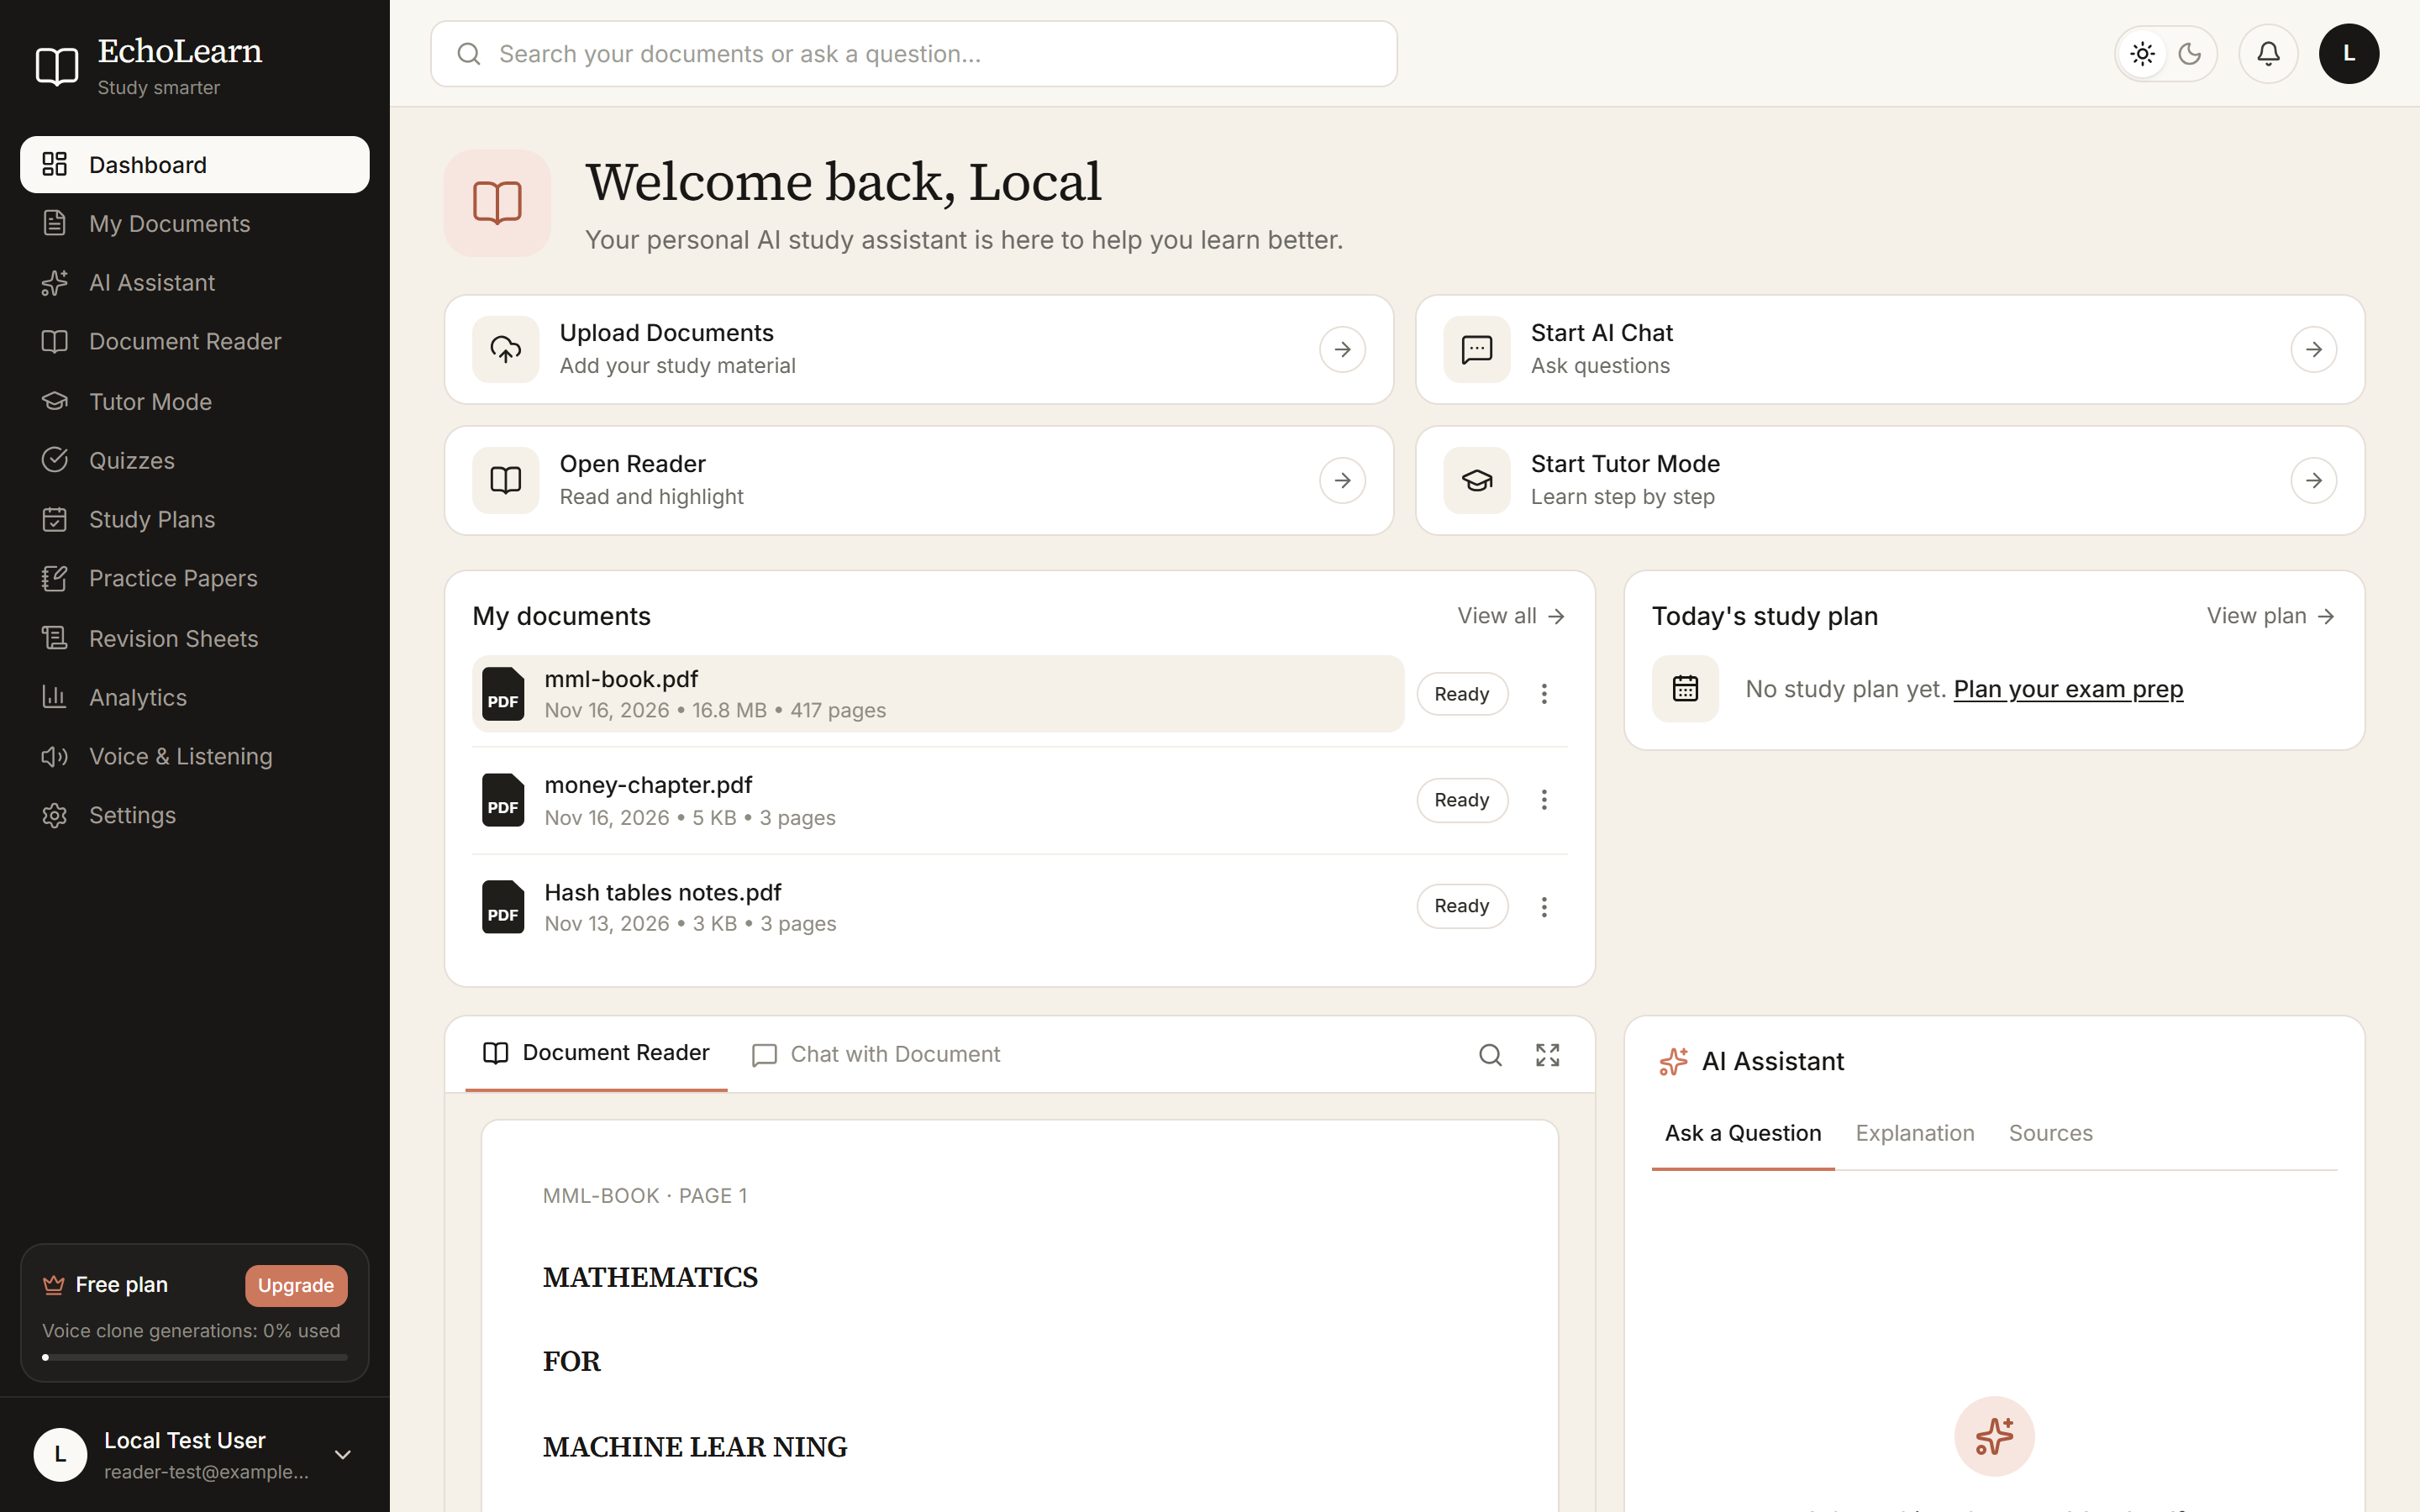 EchoLearn
Study smarter
Dashboard
My Documents
AI Assistant
Document Reader
Tutor Mode
Quizzes
Study Plans
Practice Papers
Revision Sheets
Analytics
Voice & Listening
Settings
Free plan
Upgrade
Voice clone generations: 0% used
L
Local Test User
reader-test@example...
Search your documents or ask a question...
L
Welcome back, Local
Your personal AI study assistant is here to help you learn better.
Upload Documents
Add your study material
Start AI Chat
Ask questions
Open Reader
Read and highlight
Start Tutor Mode
Learn step by step
My documents
View all
PDF
mml-book.pdf
Nov 16, 2026 • 16.8 MB • 417 pages
Ready
PDF
money-chapter.pdf
Nov 16, 2026 • 5 KB • 3 pages
Ready
PDF
Hash tables notes.pdf
Nov 13, 2026 • 3 KB • 3 pages
Ready
Today's study plan
View plan
No study plan yet. Plan your exam prep
Document Reader
Chat with Document
MML-BOOK · PAGE 1
MATHEMATICS
FOR
MACHINE LEAR NING
AI Assistant
Ask a Question
Explanation
Sources